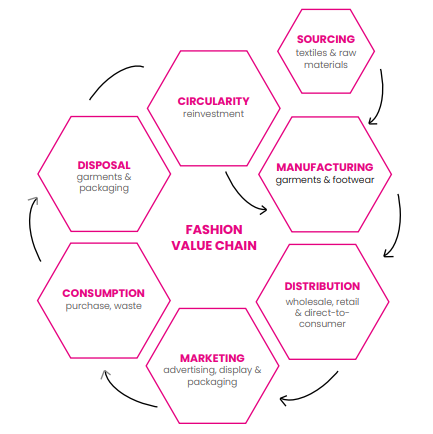 SOURCING
textiles & raw
materials
CIRCULARITY
reinvestment
MANUFACTURING
garments & footwear
DISPOSAL
garments &
packaging
FASHION
VALUE CHAIN
DISTRIBUTION
wholesale, retail
& direct-to-
consumer
CONSUMPTION
purchase, waste
MARKETING
advertising, display &
packaging